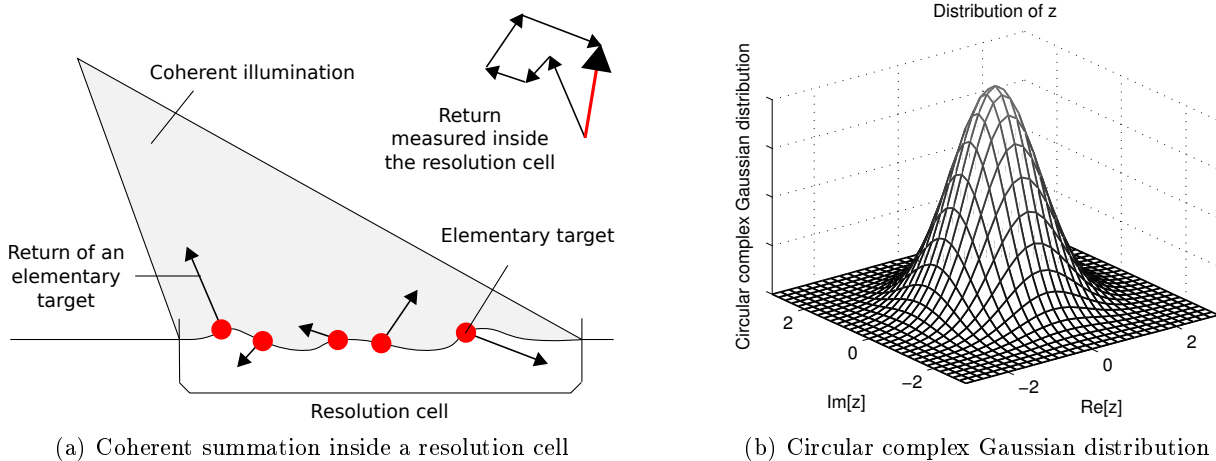 Coherent illumination
Return
measured inside
the resolution cell
Elementary target
Return of an
elementary
target
Resolution cell
(a) Coherent summation inside a resolution cell
Distribution of z
Circular complex Gaussian distribution
2
0
−2
Im[z]
−2
0
2
Re[z]
(b) Circular complex Gaussian distribution